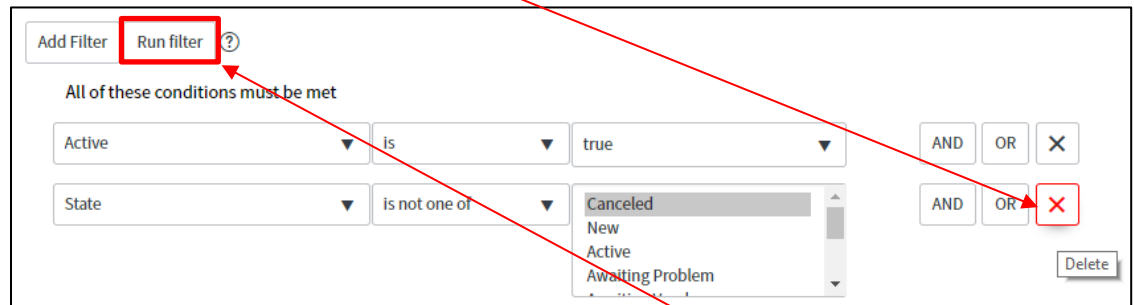 Add Filter Run filter ?
All of these conditions must be met
Active is true AND OR
State is not one of Canceled AND OR
New
Active
Awaiting Problem
Delete